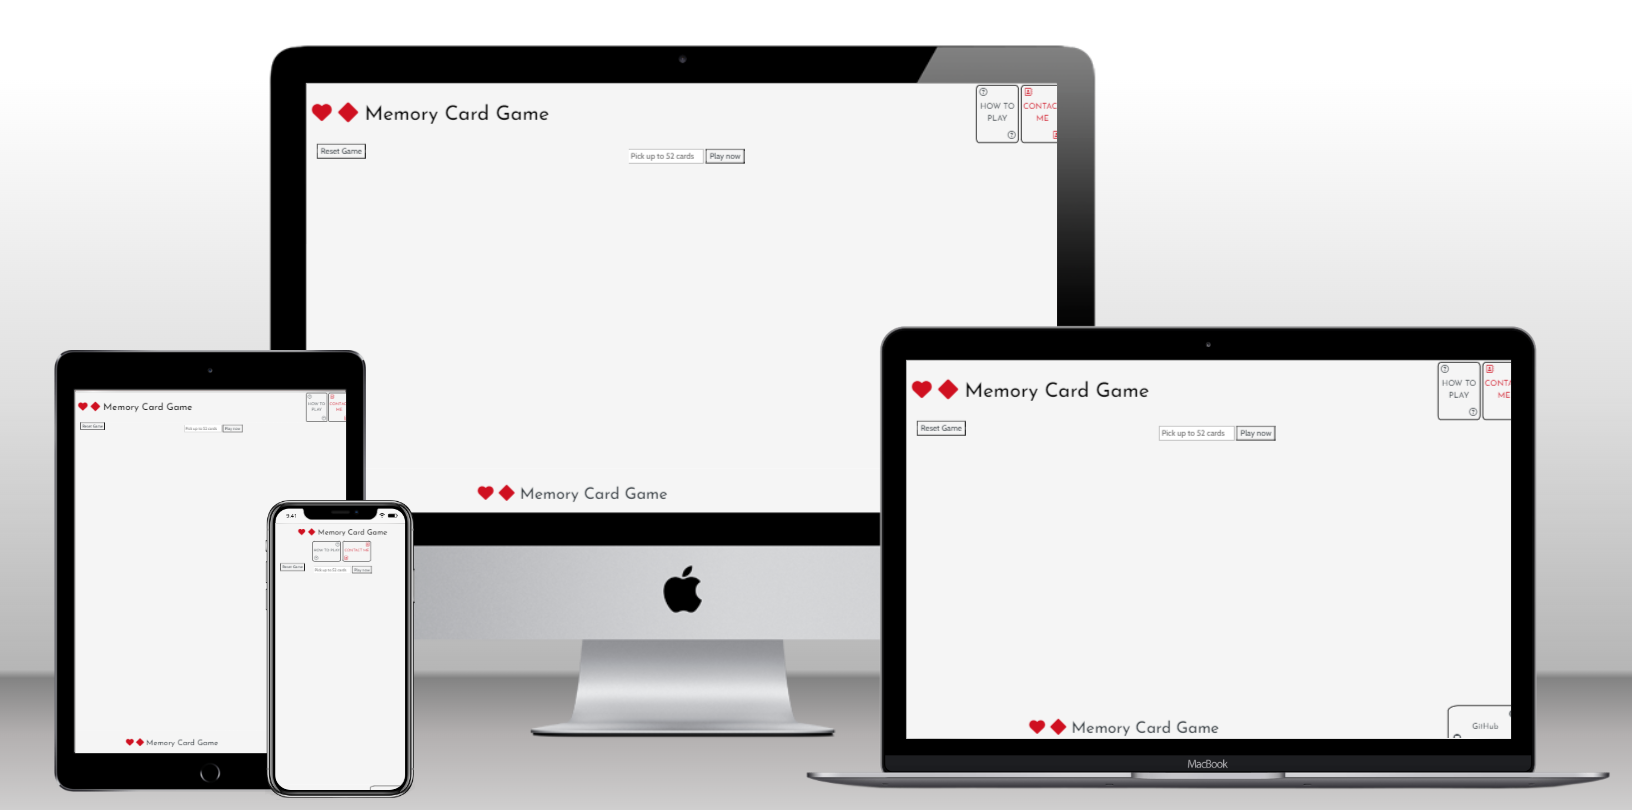 Memory Card Game
HOW TO
PLAY
CONTAC
ME
Reset Game
Pick up to 52 cards
Play now
Memory Card Game
Memory Card Game
HOW TO
PLAY
CONTA
ME
Reset Game
Pick up to 52 cards
Play now
Memory Card Game
GitHub
MacBook
Memory Card Game
HOW TO
PLAY
CONTAC
ME
Reset Game
Pick up to 52 cards
Play now
Memory Card Game
9:41
Memory Card Game
HOW TO PLAY
CONTACT ME
Reset Game
Pick up to 52 cards
Play now